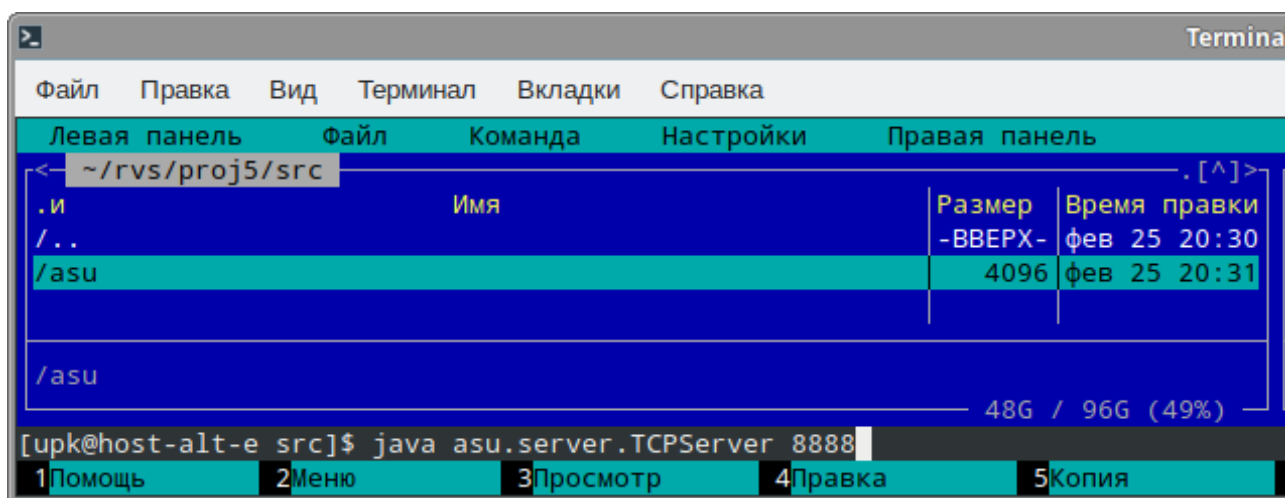 Termina
Файл Правка Вид Терминал Вкладки Справка
Левая панель Файл Команда Настройки Правая панель
<─ ~/rvs/proj5/src ─.[^]>
.и Имя Размер Время правки
/.. -ВВЕРХ- фев 25 20:30
/asu 4096 фев 25 20:31
/asu
48G / 96G (49%)
[upk@host-alt-e src]$ java asu.server.TCPServer 8888
1Помощь 2Меню 3Просмотр 4Правка 5Копия